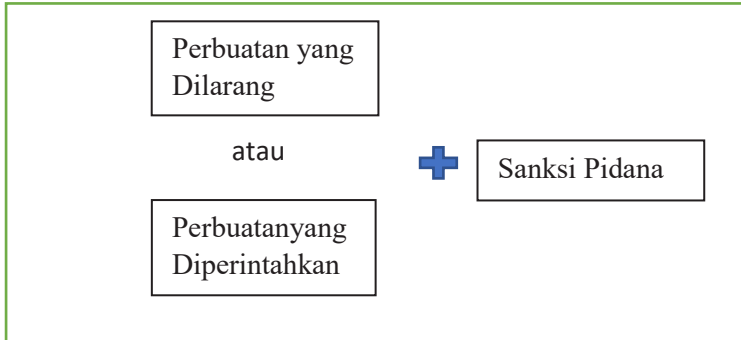 Perbuatan yang
Dilarang
atau
Perbuatanyang
Diperintahkan
Sanksi Pidana